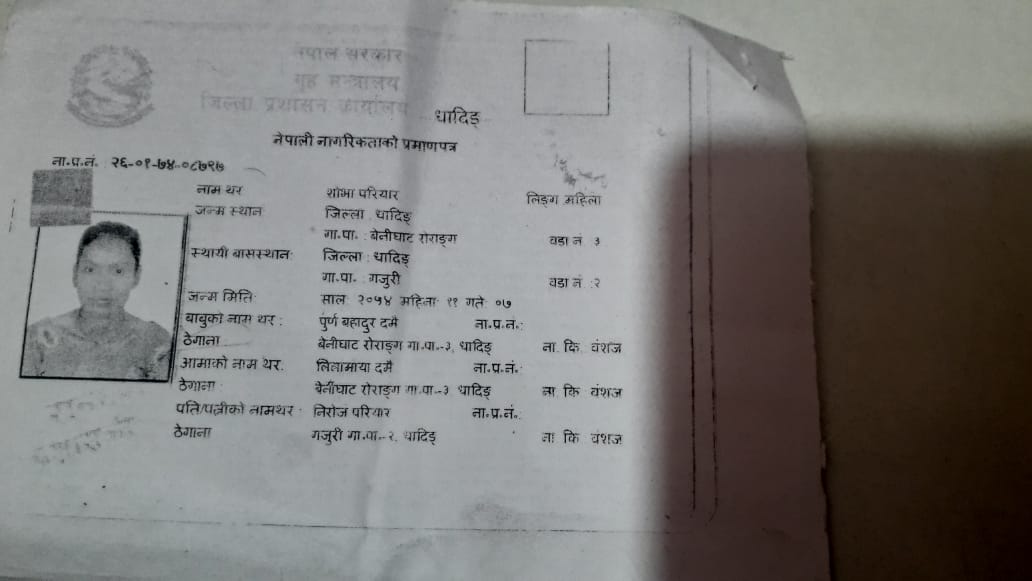 नेपाल सरकार
गृह मन्त्रालय
जिल्ला प्रशासन कार्यालय
धादिङ्ग
नेपाली नागरिकताको प्रमाणपत्र
ना.प्र.नं. २६-०१-७४-०८७९७
नाम थर शोभा परियार लिङ्ग महिला
जन्म स्थान जिल्ला : धादिङ्ग
गा.पा. : बेनीघाट रोराङ्ग वडा नं ३
स्थायी बासस्थान: जिल्ला : धादिङ्ग
गा.पा. : गजुरी वडा नं :२
जन्म मिति: साल: २०५४ महिना ११ गते: ०७
बाबुको नाम थर : पुर्ण बहादुर दमै ना.प्र.नं.:
ठेगाना : बेनीघाट रोराङ्ग गा.पा.-३, धादिङ्ग ना कि वंशज
आमाको नाम थर. लिलामाया दमै ना.प्र.नं.:
ठेगाना : बेनीघाट रोराङ्ग गा.पा.-३ धादिङ्ग ना कि वंशज
पति/पत्नीको नामथर : निरोज परियार ना.प्र.नं.:
ठेगाना गजुरी गा.पा.-२, धादिङ्ग ना कि वंशज